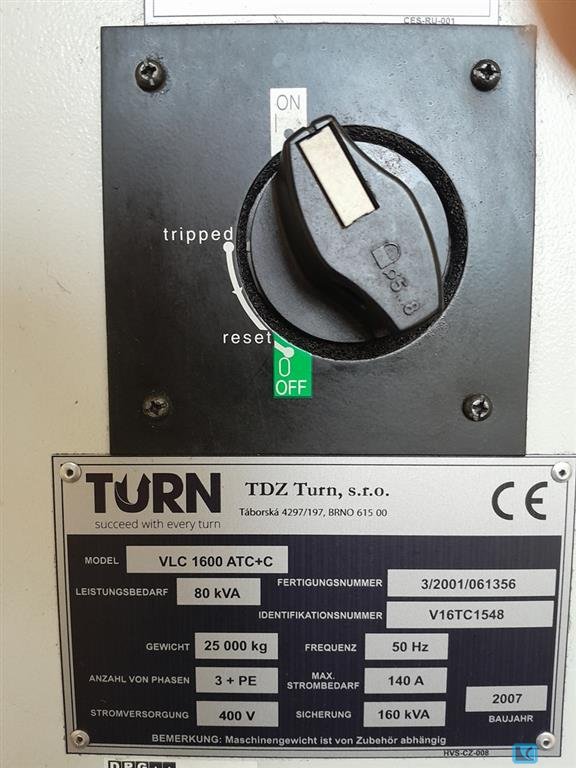 CES-RU-001
ON
tripped
reset
0
OFF
TURN
succeed with every turn
TDZ Turn, s.r.o.
Táborská 4297/197, BRNO 615 00
CE
MODEL VLC 1600 ATC+C
LEISTUNGSBEDARF 80 kVA
FERTIGUNGSNUMMER 3/2001/061356
IDENTIFIKATIONSNUMMER V16TC1548
GEWICHT 25 000 kg FREQUENZ 50 Hz
ANZAHL VON PHASEN 3 + PE MAX. STROMBEDARF 140 A
STROMVERSORGUNG 400 V SICHERUNG 160 kVA
2007
BAUJAHR
BEMERKUNG: Maschinengewicht ist von Zubehör abhängig
HVS-CZ-008